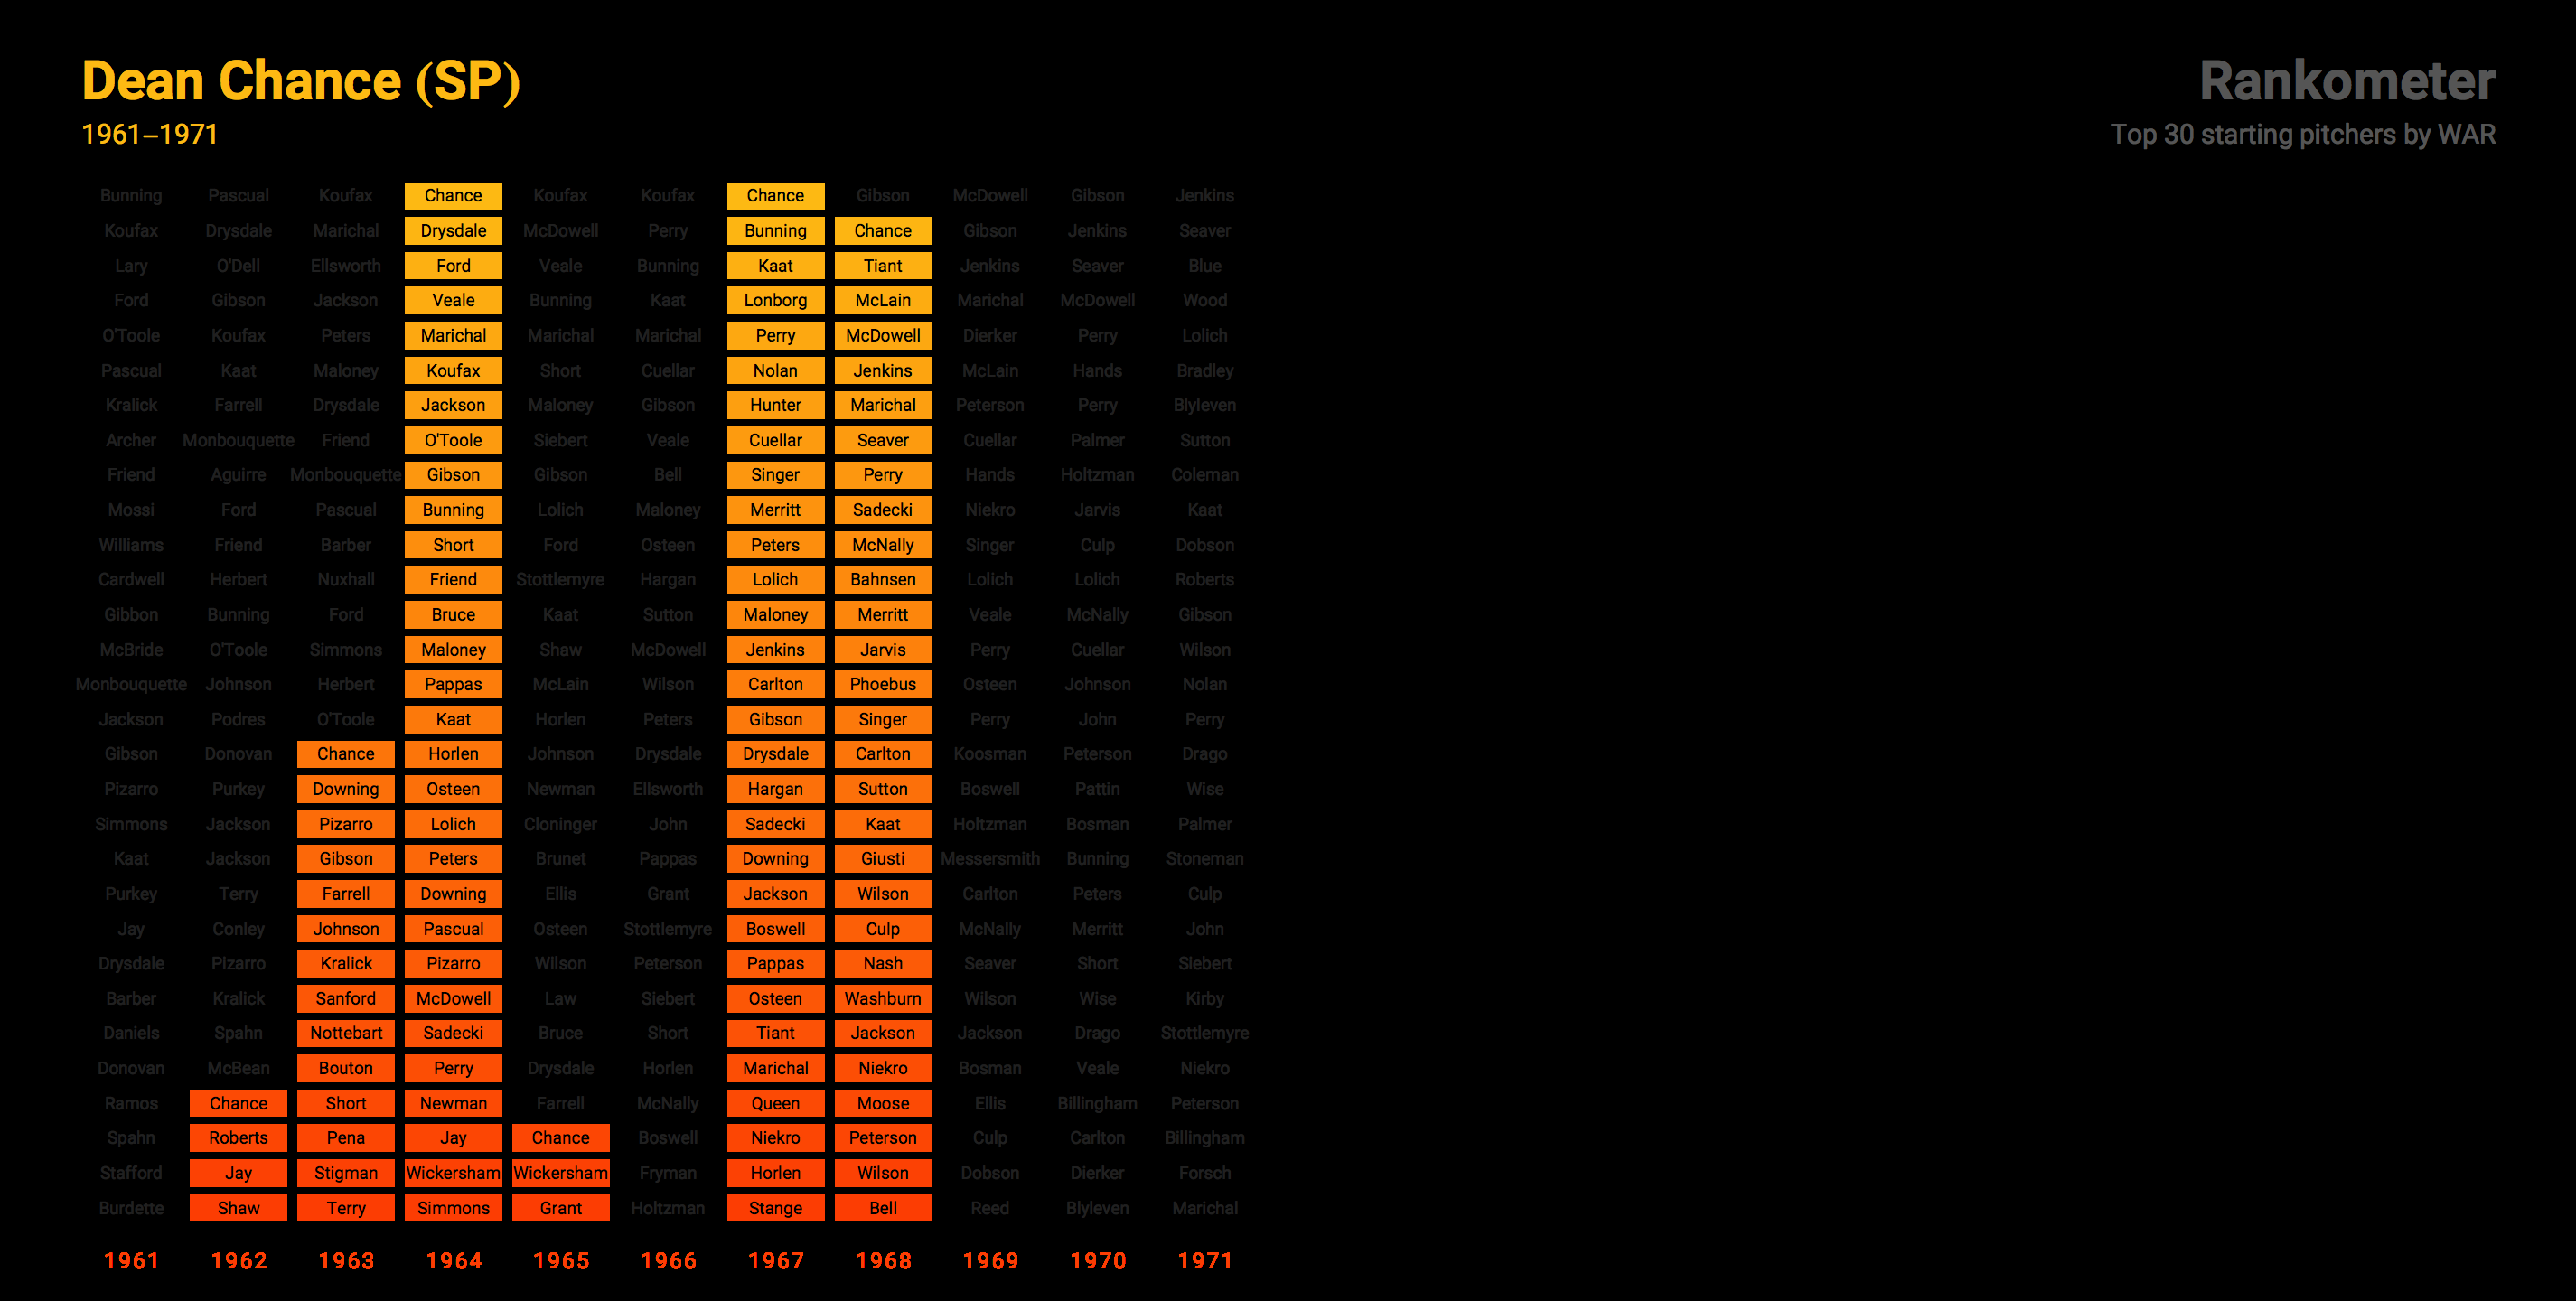 Dean Chance (SP)
1961–1971
Rankometer
Top 30 starting pitchers by WAR
Bunning Pascual Koufax Chance Koufax Koufax Chance Gibson McDowell Gibson Jenkins
Koufax Drysdale Marichal Drysdale McDowell Perry Bunning Chance Gibson Jenkins Seaver
Lary O'Dell Ellsworth Ford Veale Bunning Kaat Tiant Jenkins Seaver Blue
Ford Gibson Jackson Veale Bunning Kaat Lonborg McLain Marichal McDowell Wood
O'Toole Koufax Peters Marichal Marichal Marichal Perry McDowell Dierker Perry Lolich
Pascual Kaat Maloney Koufax Short Cuellar Nolan Jenkins McLain Hands Bradley
Kralick Farrell Drysdale Jackson Maloney Gibson Hunter Marichal Peterson Perry Blyleven
Archer Monbouquette Friend O'Toole Siebert Veale Cuellar Seaver Cuellar Palmer Sutton
Friend Aguirre Monbouquette Gibson Gibson Bell Singer Perry Hands Holtzman Coleman
Mossi Ford Pascual Bunning Lolich Maloney Merritt Sadecki Niekro Jarvis Kaat
Williams Friend Barber Short Ford Osteen Peters McNally Singer Culp Dobson
Cardwell Herbert Nuxhall Friend Stottlemyre Hargan Lolich Bahnsen Lolich Lolich Roberts
Gibbon Bunning Ford Bruce Kaat Sutton Maloney Merritt Veale McNally Gibson
McBride O'Toole Simmons Maloney Shaw McDowell Jenkins Jarvis Perry Cuellar Wilson
Monbouquette Johnson Herbert Pappas McLain Wilson Carlton Phoebus Osteen Johnson Nolan
Jackson Podres O'Toole Kaat Horlen Peters Gibson Singer Perry John Perry
Gibson Donovan Chance Horlen Johnson Drysdale Drysdale Carlton Koosman Peterson Drago
Pizarro Purkey Downing Osteen Newman Ellsworth Hargan Sutton Boswell Pattin Wise
Simmons Jackson Pizarro Lolich Cloninger John Sadecki Kaat Holtzman Bosman Palmer
Kaat Jackson Gibson Peters Brunet Pappas Downing Giusti Messersmith Bunning Stoneman
Purkey Terry Farrell Downing Ellis Grant Jackson Wilson Carlton Peters Culp
Jay Conley Johnson Pascual Osteen Stottlemyre Boswell Culp McNally Merritt John
Drysdale Pizarro Kralick Pizarro Wilson Peterson Pappas Nash Seaver Short Siebert
Barber Kralick Sanford McDowell Law Siebert Osteen Washburn Wilson Wise Kirby
Daniels Spahn Nottebart Sadecki Bruce Short Tiant Jackson Jackson Drago Stottlemyre
Donovan McBean Bouton Perry Drysdale Horlen Marichal Niekro Bosman Veale Niekro
Ramos Chance Short Newman Farrell McNally Queen Moose Ellis Billingham Peterson
Spahn Roberts Pena Jay Chance Boswell Niekro Peterson Culp Carlton Billingham
Stafford Jay Stigman Wickersham Wickersham Fryman Horlen Wilson Dobson Dierker Forsch
Burdette Shaw Terry Simmons Grant Holtzman Stange Bell Reed Blyleven Marichal
1961 1962 1963 1964 1965 1966 1967 1968 1969 1970 1971